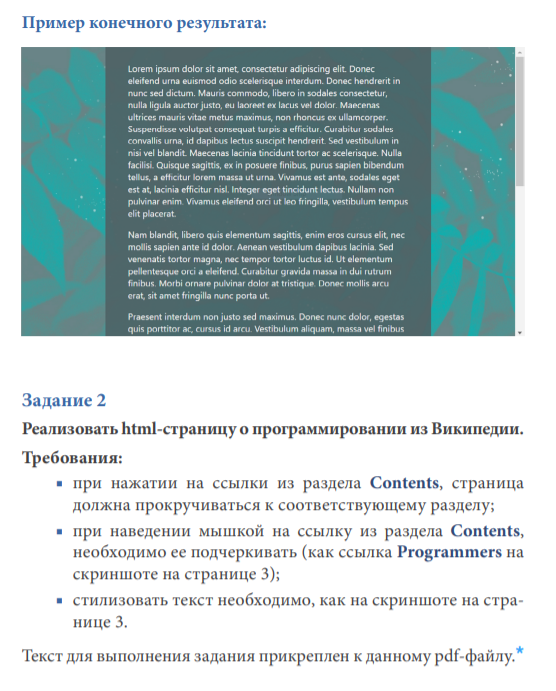 Пример конечного результата:
Lorem ipsum dolor sit amet, consectetur adipiscing elit. Donec
eleifend urna euismod odio scelerisque interdum. Donec hendrerit in
nunc sed dictum. Mauris commodo, libero in sodales consectetur,
nulla ligula auctor justo, eu laoreet ex lacus vel dolor. Maecenas
ultrices mauris vitae metus maximus, non rhoncus ex ullamcorper.
Suspendisse volutpat consequat turpis a efficitur. Curabitur sodales
convallis urna, id dapibus lectus suscipit hendrerit. Sed vestibulum in
nisi vel blandit. Maecenas lacinia tincidunt tortor ac scelerisque. Nulla
facilisi. Quisque sagittis, ex in posuere finibus, purus sapien bibendum
tellus, a efficitur lorem massa ut urna. Vivamus est ante, sodales eget
est at, lacinia efficitur nisl. Integer eget tincidunt lectus. Nullam non
pulvinar enim. Vivamus eleifend orci ut leo fringilla, vestibulum tempus
elit placerat.
Nam blandit, libero quis elementum sagittis, enim eros cursus elit, nec
mollis sapien ante id dolor. Aenean vestibulum dapibus lacinia. Sed
venenatis tortor magna, nec tempor tortor luctus id. Ut elementum
pellentesque orci a eleifend. Curabitur gravida massa in dui rutrum
finibus. Morbi ornare pulvinar dolor at tristique. Donec mollis arcu
erat, sit amet fringilla nunc porta ut.
Praesent interdum non justo sed maximus. Donec nunc dolor, egestas
quis porttitor ac, cursus id arcu. Vestibulum aliquam, massa vel finibus
Задание 2
Реализовать html-страницу о программировании из Википедии.
Требования:
▪ при нажатии на ссылки из раздела Contents, страница
должна прокручиваться к соответствующему разделу;
▪ при наведении мышкой на ссылку из раздела Contents,
необходимо ее подчеркивать (как ссылка Programmers на
скриншоте на странице 3);
▪ стилизовать текст необходимо, как на скриншоте на стра-
нице 3.
Текст для выполнения задания прикреплен к данному pdf-файлу.*